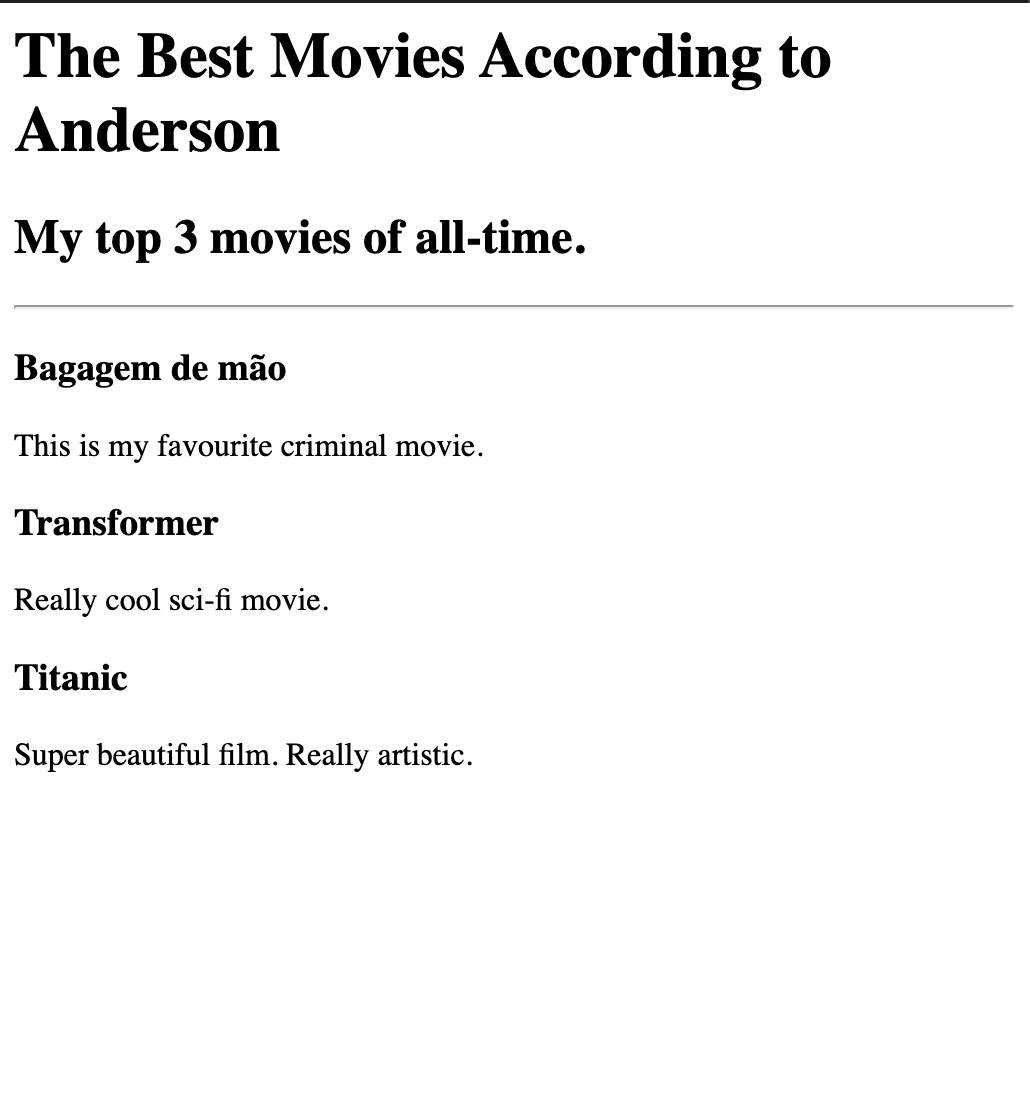 The Best Movies According to
Anderson
My top 3 movies of all-time.
Bagagem de mão
This is my favourite criminal movie.
Transformer
Really cool sci-fi movie.
Titanic
Super beautiful film. Really artistic.